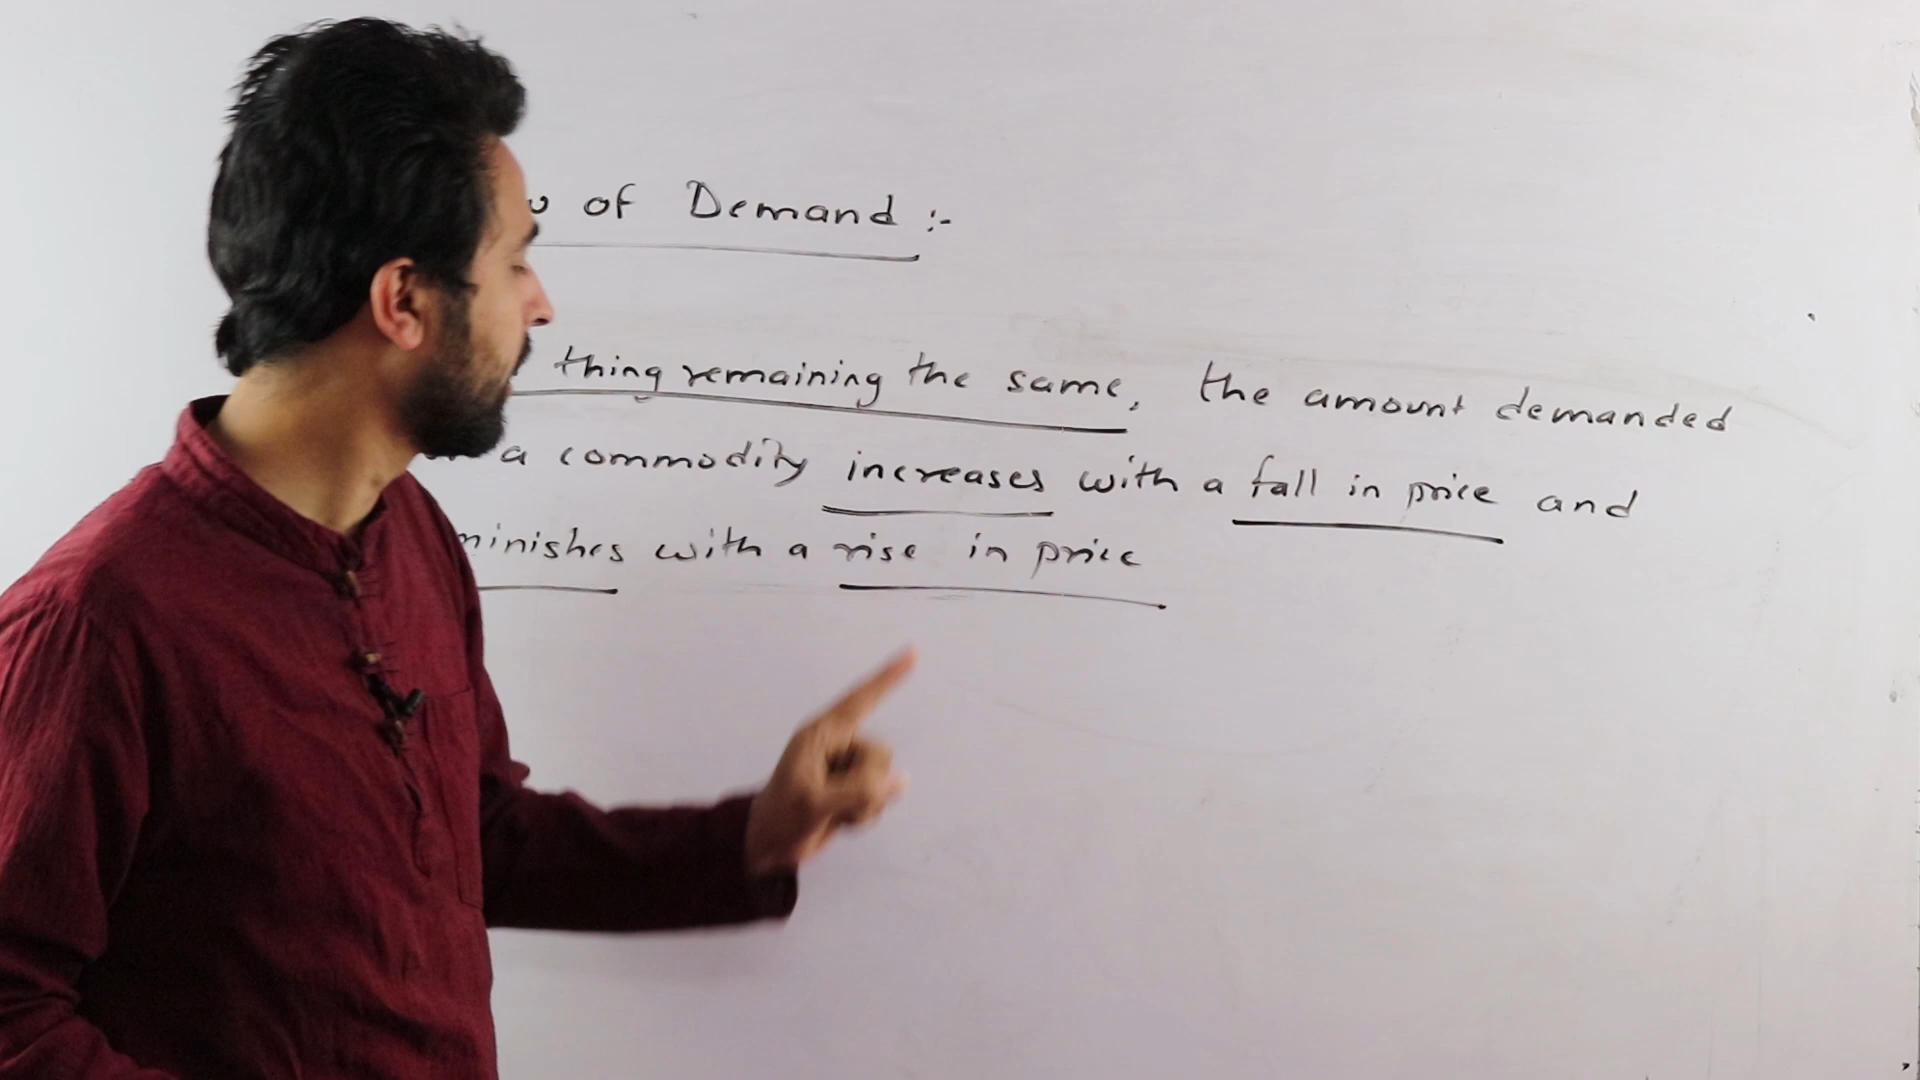 of Demand :-
thing remaining the same, the amount demanded
a commodity increases with a fall in price and
minishes with a rise in price